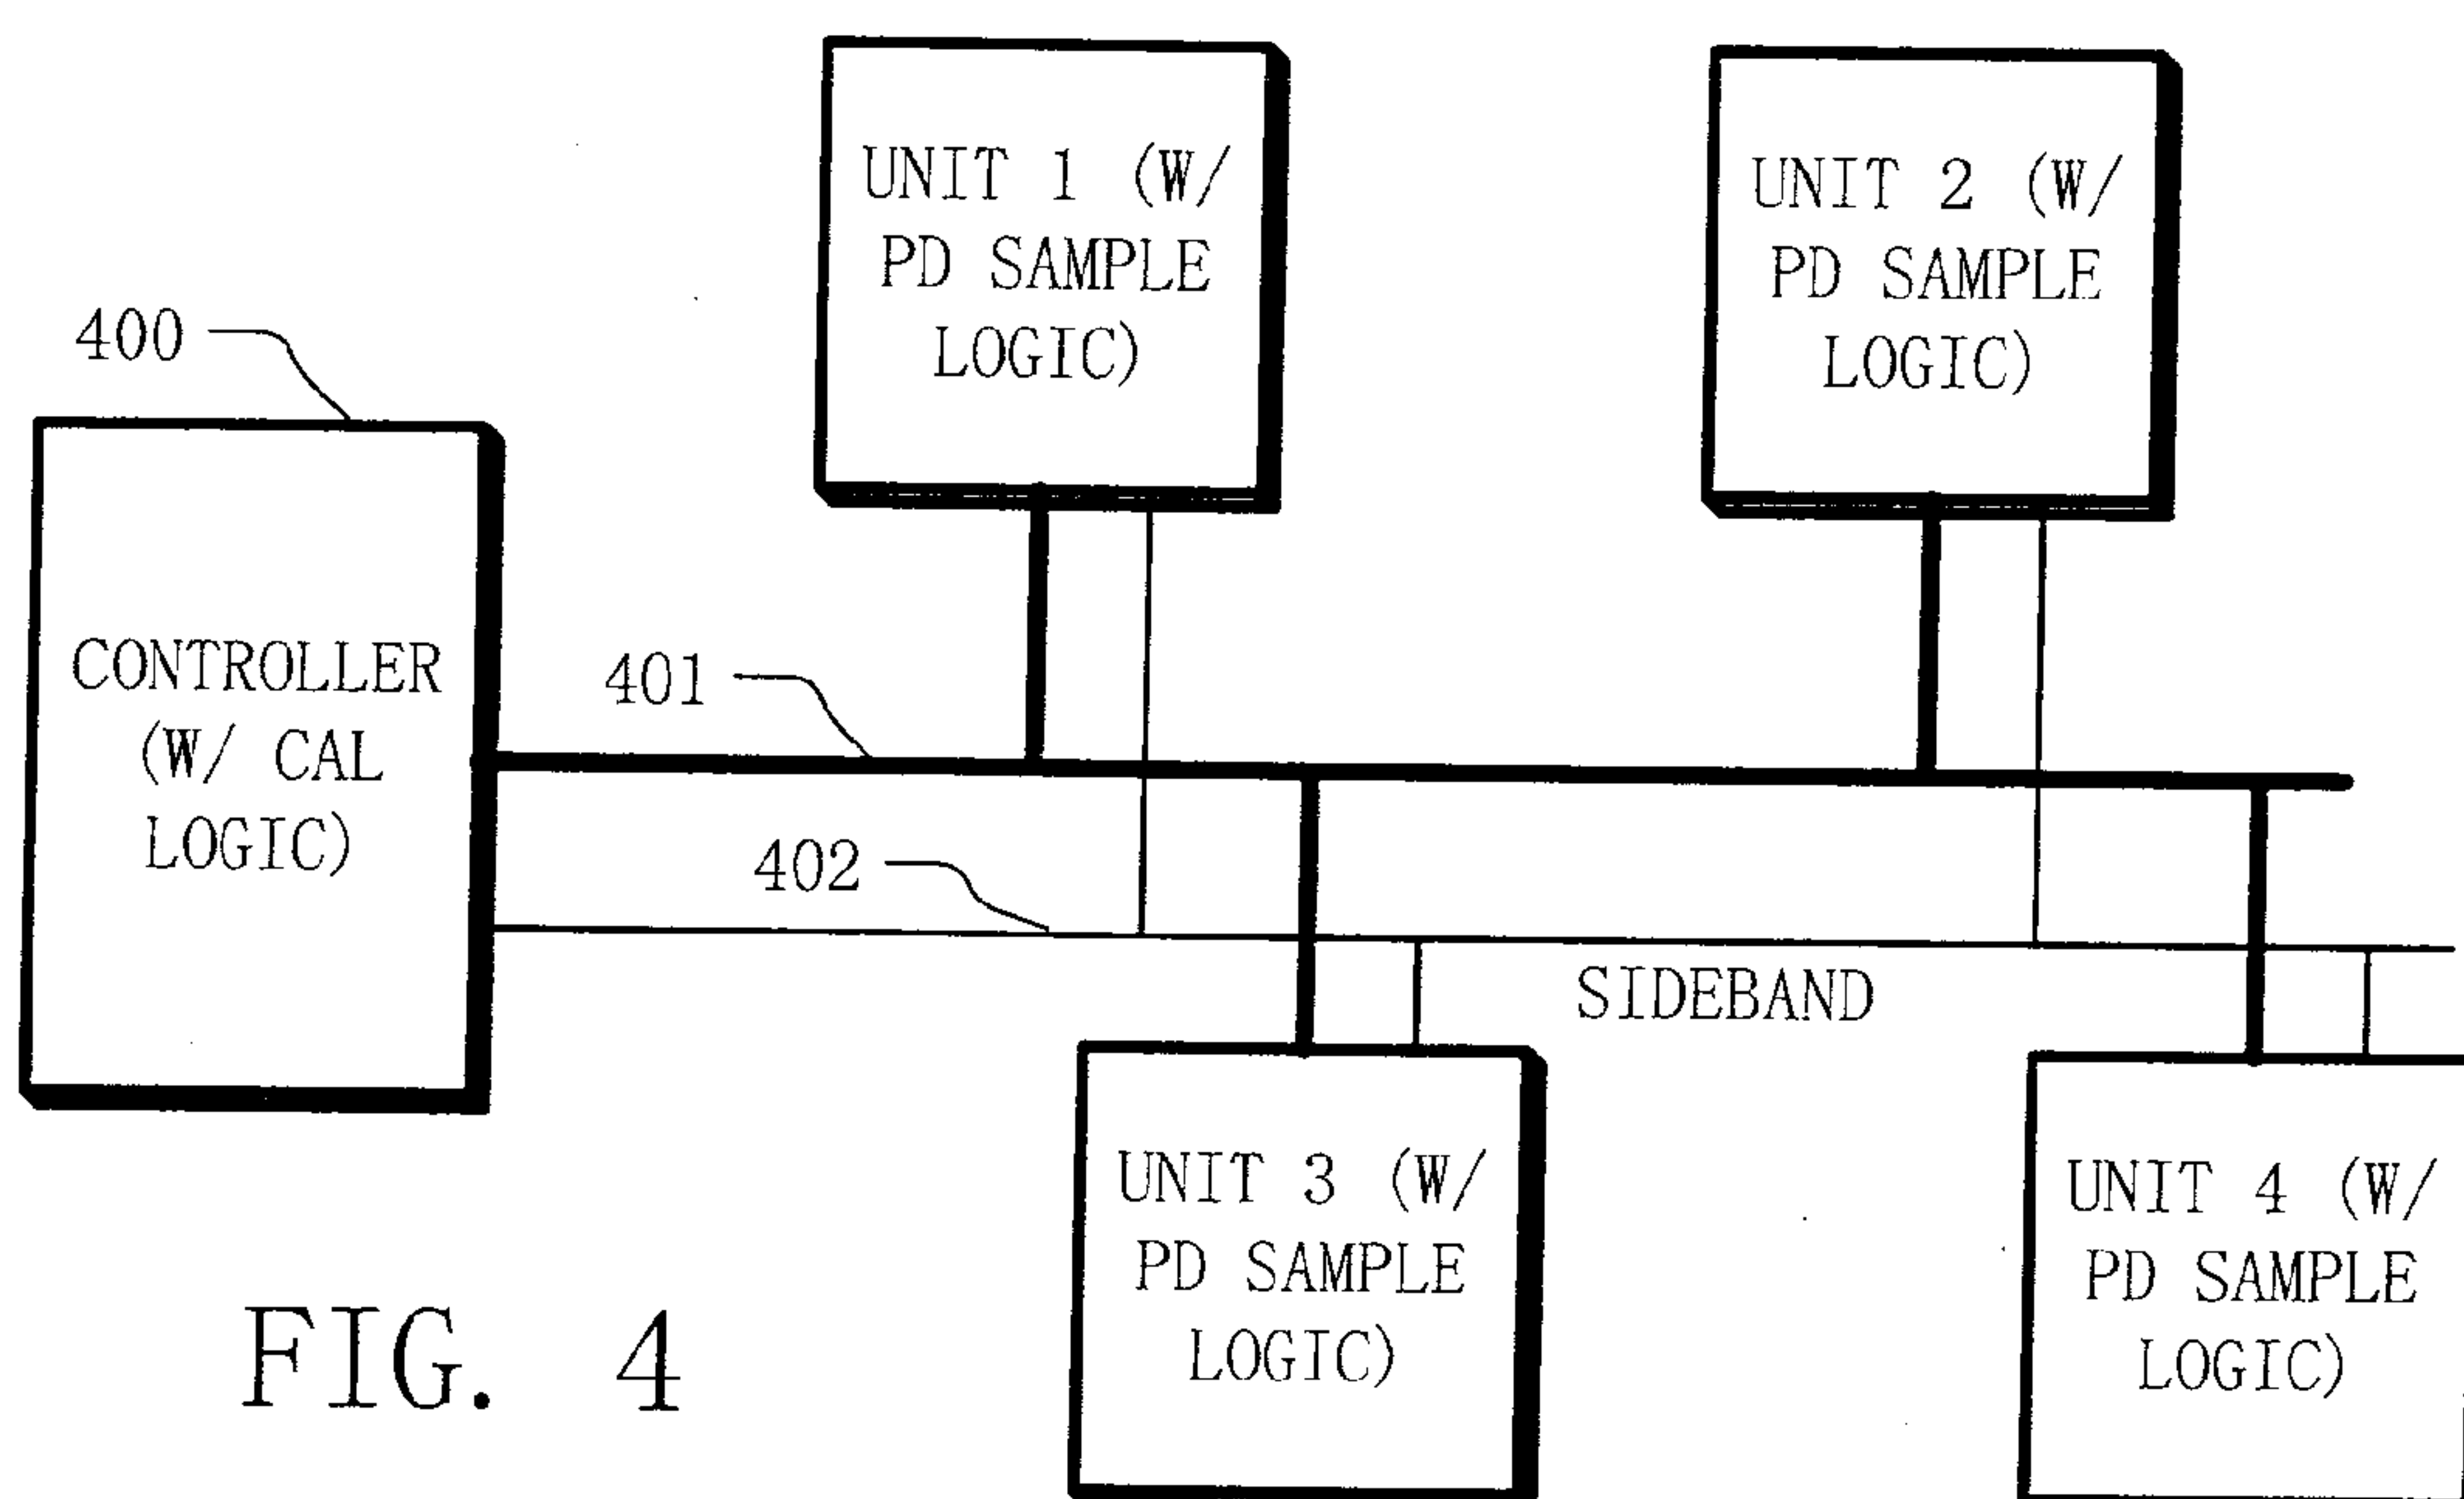 UNIT 1 (W/
PD SAMPLE
LOGIC)
UNIT 2 (W/
PD SAMPLE
LOGIC)
400
CONTROLLER
(W/ CAL
LOGIC)
401
402
SIDEBAND
UNIT 3 (W/
PD SAMPLE
LOGIC)
UNIT 4 (W/
PD SAMPLE
LOGIC)
FIG. 4